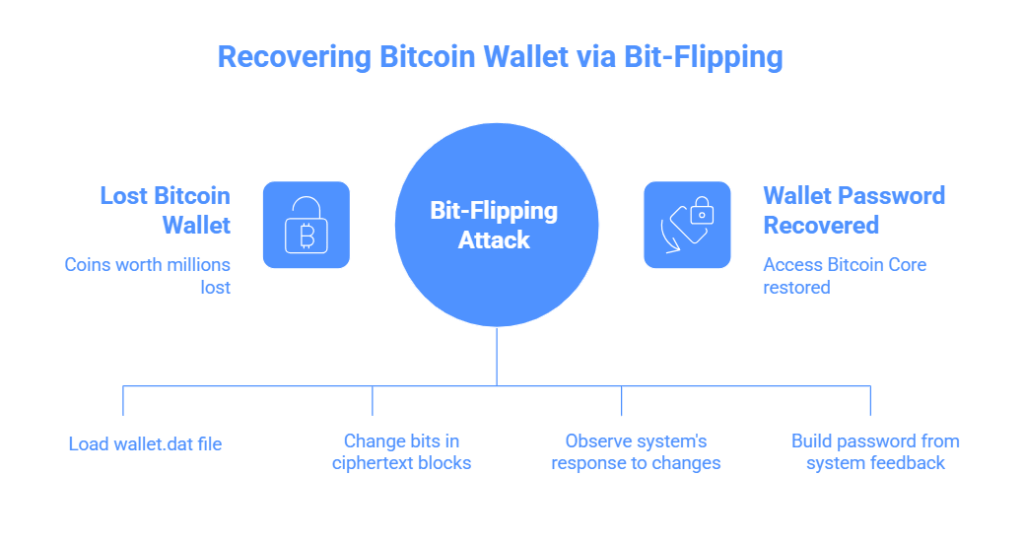 Recovering Bitcoin Wallet via Bit-Flipping
Lost Bitcoin
Wallet
Coins worth millions
lost
Bit-Flipping
Attack
Wallet Password
Recovered
Access Bitcoin Core
restored
Load wallet.dat file
Change bits in
ciphertext blocks
Observe system's
response to changes
Build password from
system feedback